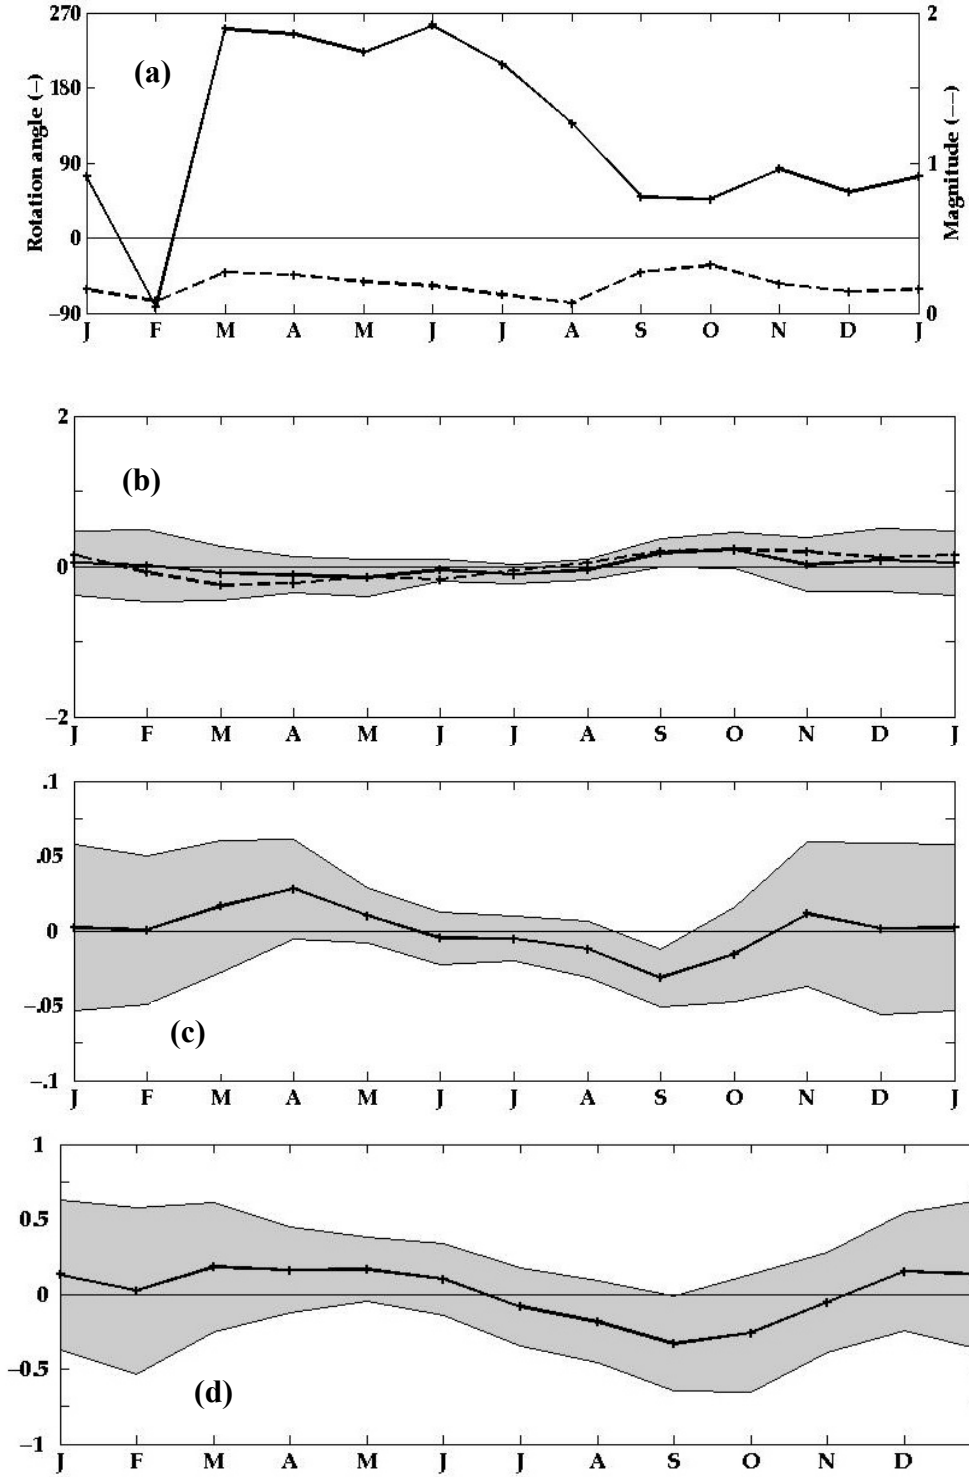 270
180
90
0
−90
Rotation angle (−)
(a)
2
1
0
Magnitude (−−)
J F M A M J J A S O N D J
2
0
−2
(b)
J F M A M J J A S O N D J
.1
.05
0
−.05
−.1
(c)
J F M A M J J A S O N D J
1
0.5
0
−0.5
−1
(d)
J F M A M J J A S O N D